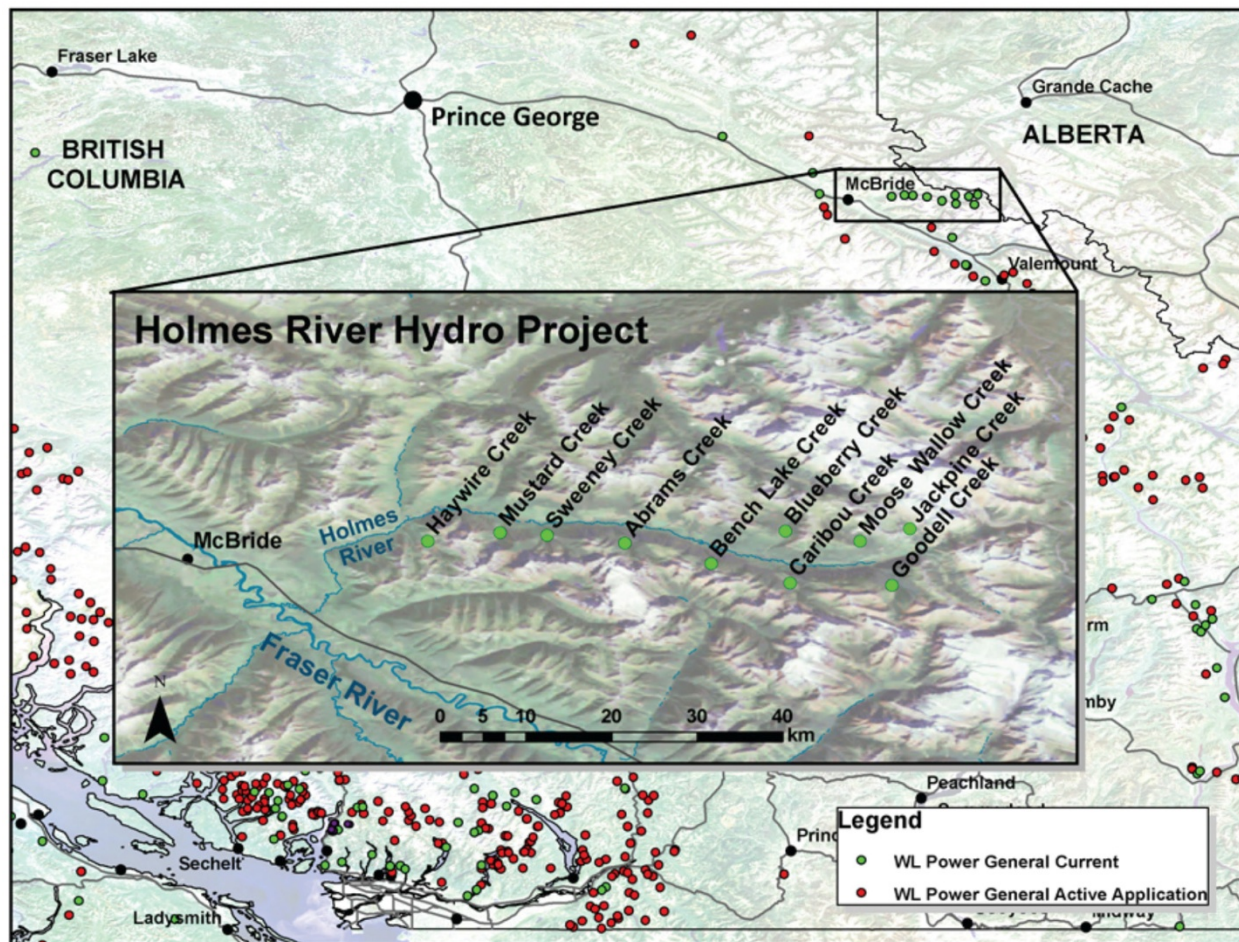 Fraser Lake
Prince George
Grande Cache
BRITISH
COLUMBIA
ALBERTA
McBride
Valemount
Holmes River Hydro Project
Haywire Creek
Mustard Creek
Sweeney Creek
Abrams Creek
Bench Lake Creek
Blueberry Creek
Caribou Creek
Moose Wallow Creek
Jackpine Creek
Goodell Creek
McBride
Holmes
River
Fraser River
N
0 5 10 20 30 40
km
rm
mby
Peachland
Princ
Sechelt
Ladysmith
Legend
WL Power General Current
WL Power General Active Application
Midway